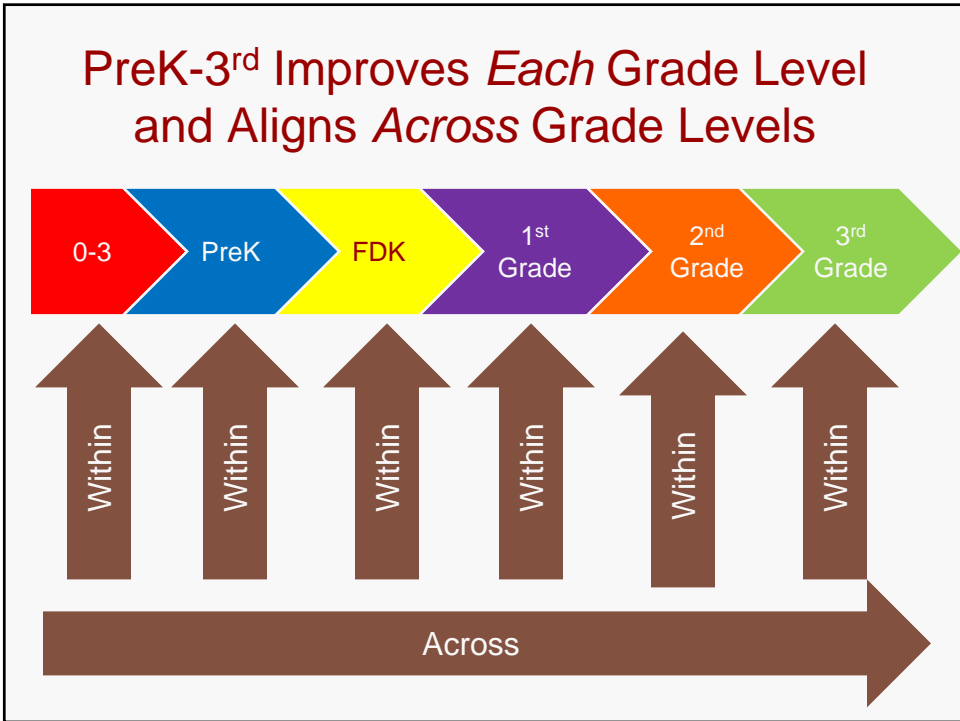 PreK-3rd Improves Each Grade Level
and Aligns Across Grade Levels
0-3
PreK
FDK
1st
Grade
2nd
Grade
3rd
Grade
Within
Within
Within
Within
Within
Within
Across